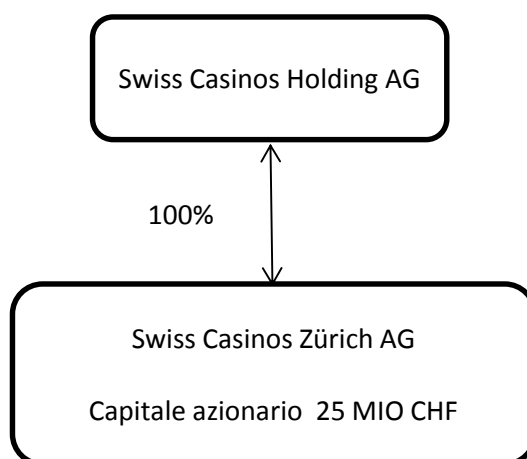 Swiss Casinos Holding AG
100%
Swiss Casinos Zürich AG
Capitale azionario  25 MIO CHF